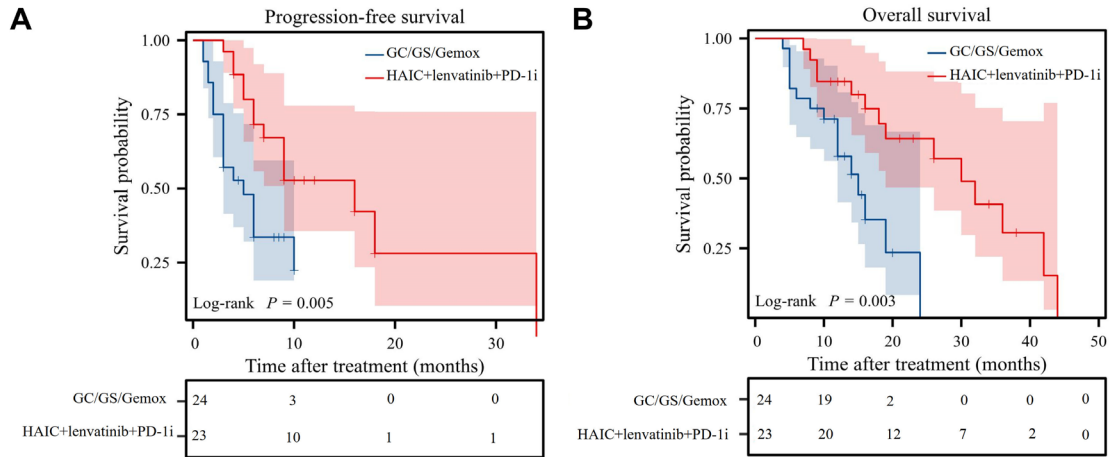 A
Progression-free survival
1.00
0.75
0.50
0.25
Survival probability
GC/GS/Gemox
HAIC+lenvatinib+PD-1i
Log-rank P = 0.005
0 10 20 30
Time after treatment (months)
GC/GS/Gemox 24 3 0 0
HAIC+lenvatinib+PD-1i 23 10 1 1
B
Overall survival
1.00
0.75
0.50
0.25
Survival probability
GC/GS/Gemox
HAIC+lenvatinib+PD-1i
Log-rank P = 0.003
0 10 20 30 40 50
Time after treatment (months)
GC/GS/Gemox 24 19 2 0 0 0
HAIC+lenvatinib+PD-1i 23 20 12 7 2 0